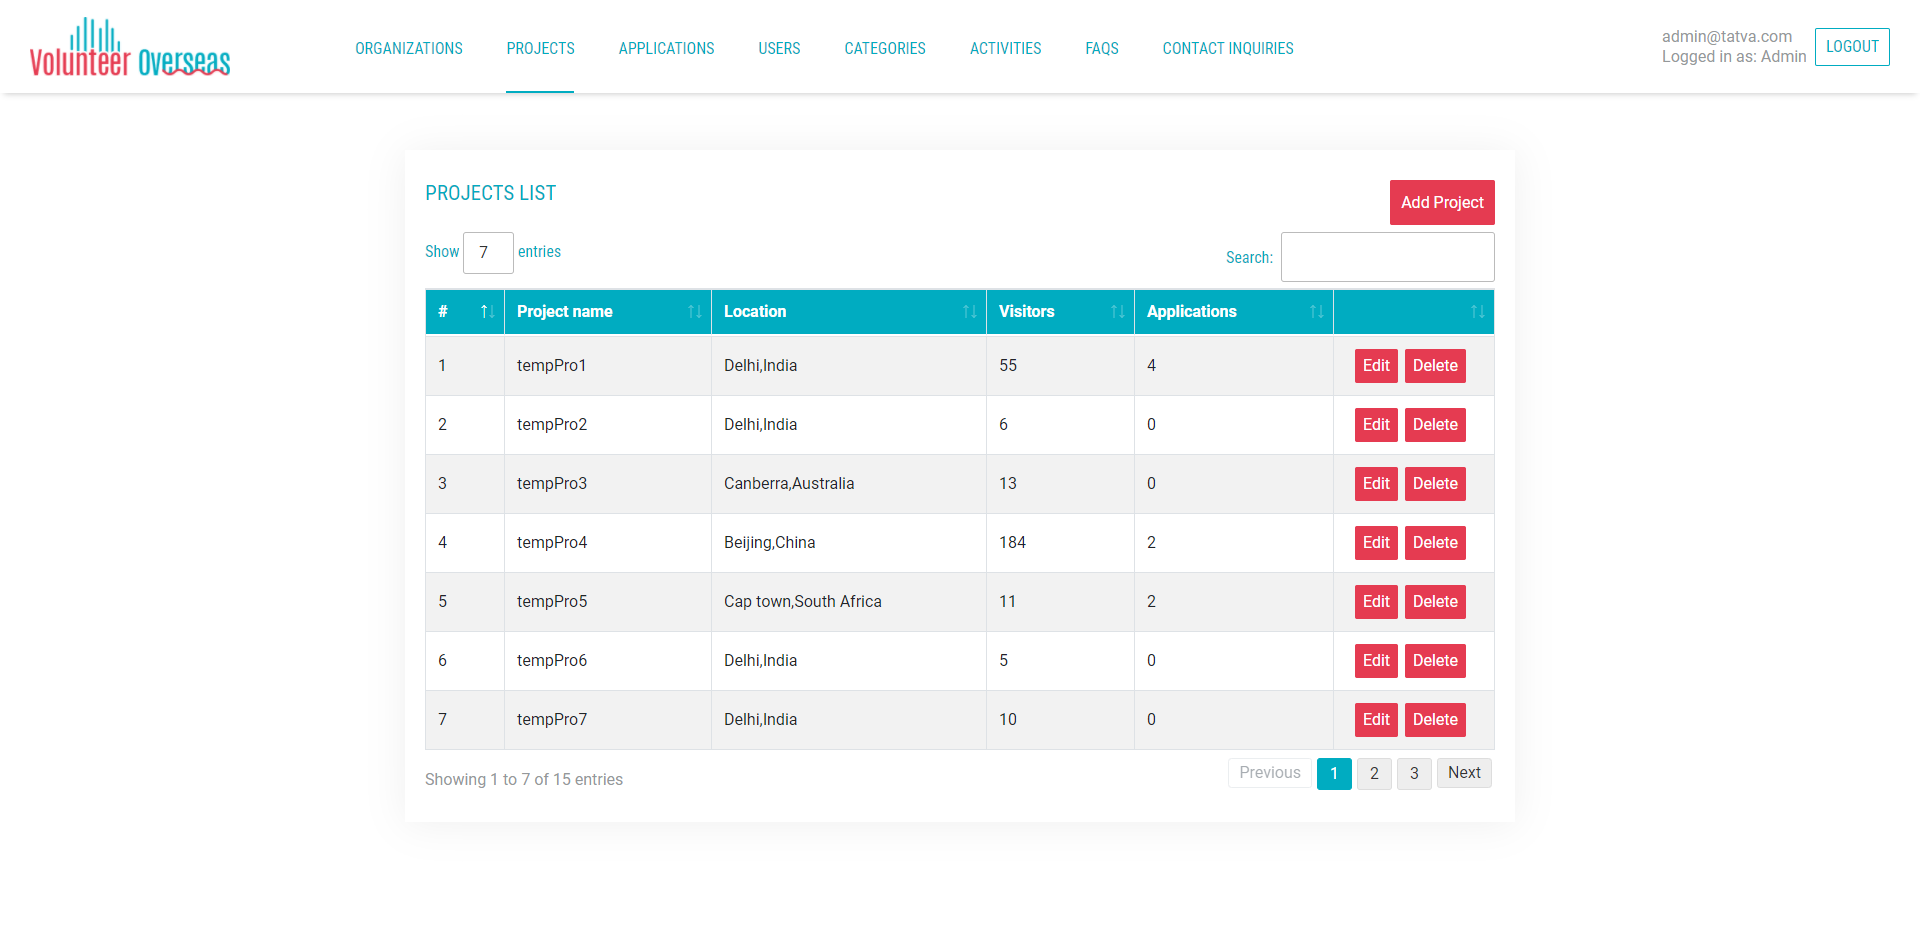 Volunteer Overseas
ORGANIZATIONS PROJECTS APPLICATIONS USERS CATEGORIES ACTIVITIES FAQS CONTACT INQUIRIES
admin@tatva.com
Logged in as: Admin
LOGOUT
PROJECTS LIST
Add Project
Show 7 entries
Search:
# Project name Location Visitors Applications
1 tempPro1 Delhi,India 55 4 Edit Delete
2 tempPro2 Delhi,India 6 0 Edit Delete
3 tempPro3 Canberra,Australia 13 0 Edit Delete
4 tempPro4 Beijing,China 184 2 Edit Delete
5 tempPro5 Cap town,South Africa 11 2 Edit Delete
6 tempPro6 Delhi,India 5 0 Edit Delete
7 tempPro7 Delhi,India 10 0 Edit Delete
Showing 1 to 7 of 15 entries
Previous 1 2 3 Next